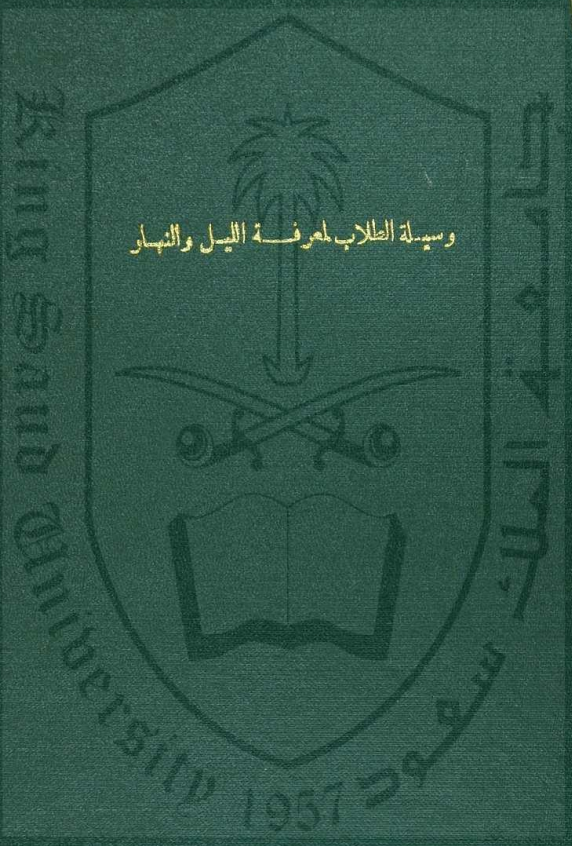 وسيلة الطلاب لمعرفة الليل والنهار
King Saud University 1957
جامعة الملك سعود